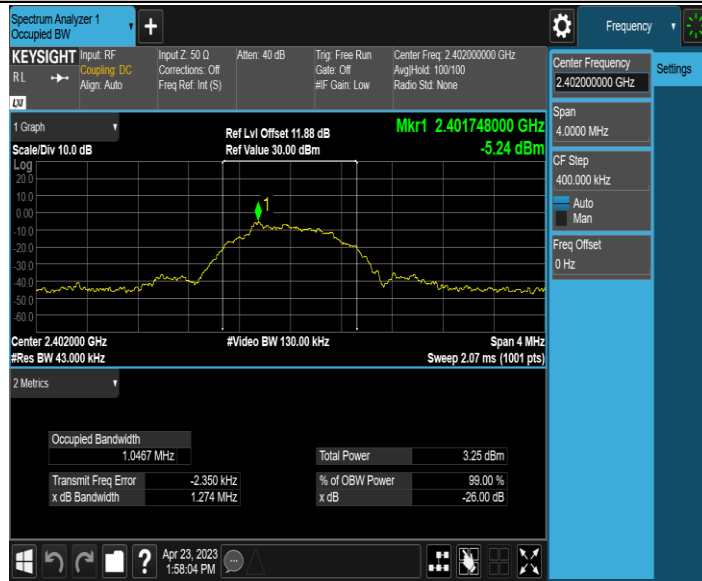 Spectrum Analyzer 1
Occupied BW
+
Frequency
KEYSIGHT
RL
LXI
Input: RF
Coupling: DC
Align: Auto
Input Z: 50 Ω
Corrections: Off
Freq Ref: Int (S)
Atten: 40 dB
Trig: Free Run
Gate: Off
#IF Gain: Low
Center Freq: 2.402000000 GHz
Avg|Hold: 100/100
Radio Std: None
Center Frequency
2.402000000 GHz
Settings
Span
4.0000 MHz
CF Step
400.000 kHz
Auto
Man
Freq Offset
0 Hz
1 Graph
Scale/Div 10.0 dB
Ref Lvl Offset 11.88 dB
Ref Value 30.00 dBm
Mkr1 2.401748000 GHz
-5.24 dBm
Log
20.0
10.0
0.00
-10.0
-20.0
-30.0
-40.0
-50.0
-60.0
1
Center 2.402000 GHz
#Res BW 43.000 kHz
#Video BW 130.00 kHz
Span 4 MHz
Sweep 2.07 ms (1001 pts)
2 Metrics
Occupied Bandwidth
1.0467 MHz
Transmit Freq Error -2.350 kHz
x dB Bandwidth 1.274 MHz
Total Power 3.25 dBm
% of OBW Power 99.00 %
x dB -26.00 dB
?
Apr 23, 2023
1:58:04 PM